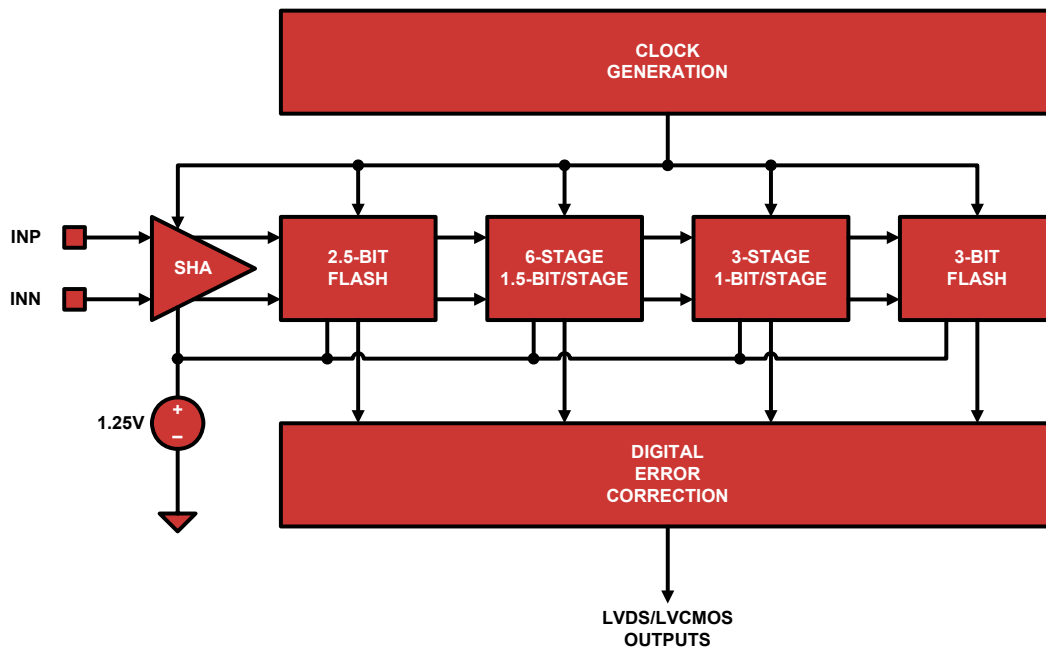 CLOCK
GENERATION
INP
INN
SHA
2.5-BIT
FLASH
6-STAGE
1.5-BIT/STAGE
3-STAGE
1-BIT/STAGE
3-BIT
FLASH
1.25V
+
–
DIGITAL
ERROR
CORRECTION
LVDS/LVCMOS
OUTPUTS